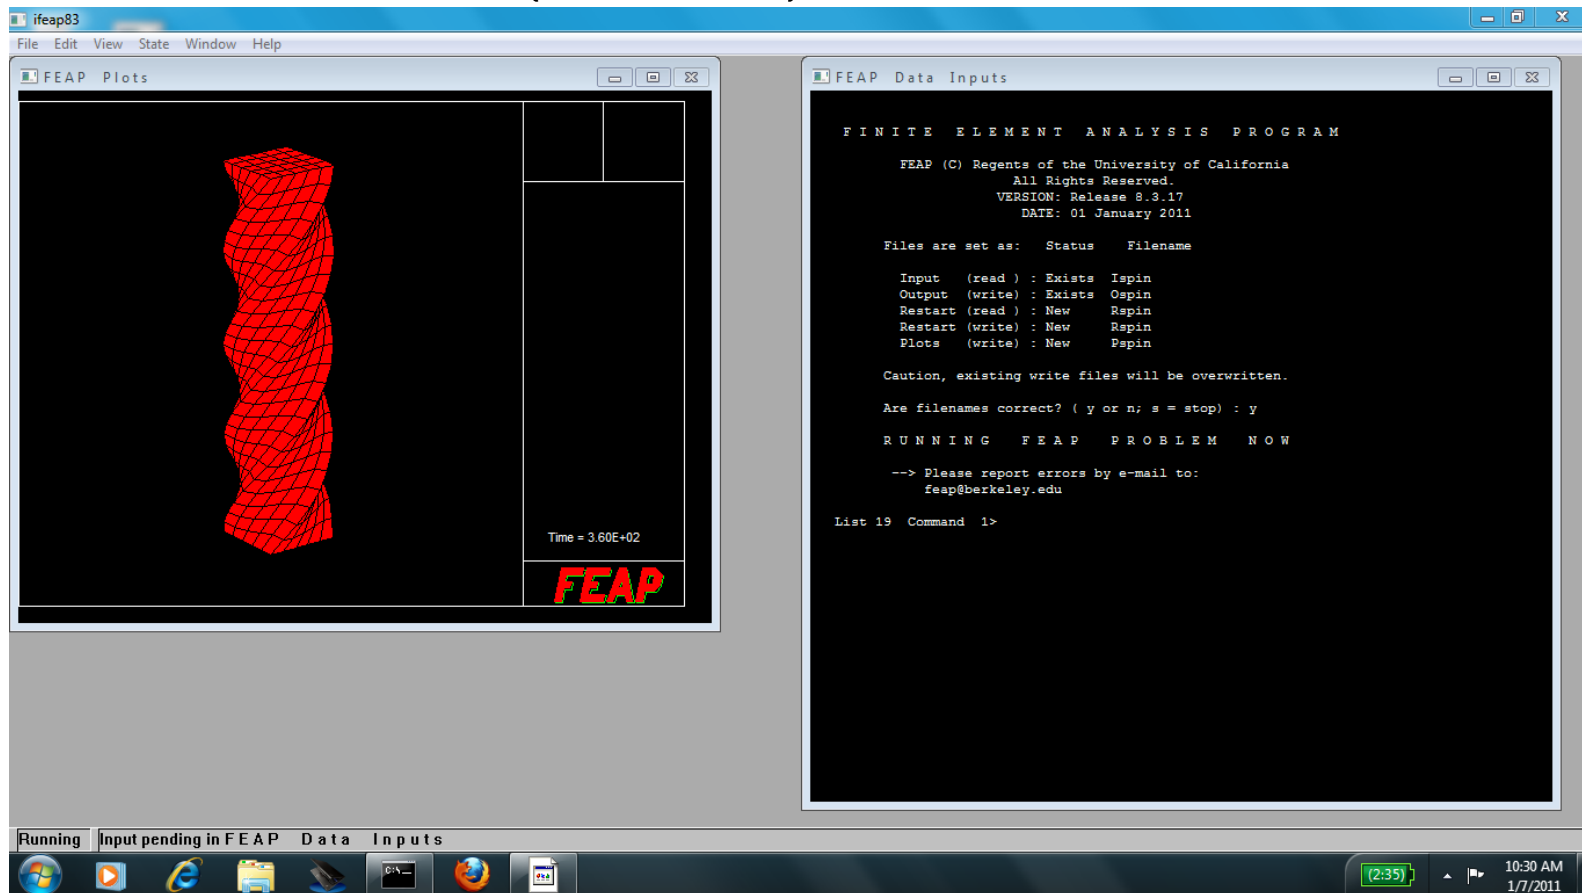 ifeap83
File Edit View State Window Help
FEAP Plots
Time = 3.60E+02
FEAP
FEAP Data Inputs
F I N I T E   E L E M E N T   A N A L Y S I S   P R O G R A M
FEAP (C) Regents of the University of California
All Rights Reserved.
VERSION: Release 8.3.17
DATE: 01 January 2011
Files are set as:   Status   Filename
Input   (read ) : Exists  Ispin
Output  (write) : Exists  Ospin
Restart (read ) : New     Rspin
Restart (write) : New     Rspin
Plots   (write) : New     Pspin
Caution, existing write files will be overwritten.
Are filenames correct? ( y or n; s = stop) : y
R U N N I N G   F E A P   P R O B L E M   N O W
--> Please report errors by e-mail to:
feap@berkeley.edu
List 19  Command  1>
Running Input pending in F E A P   D a t a   I n p u t s
C:\_
(2:35)
10:30 AM
1/7/2011